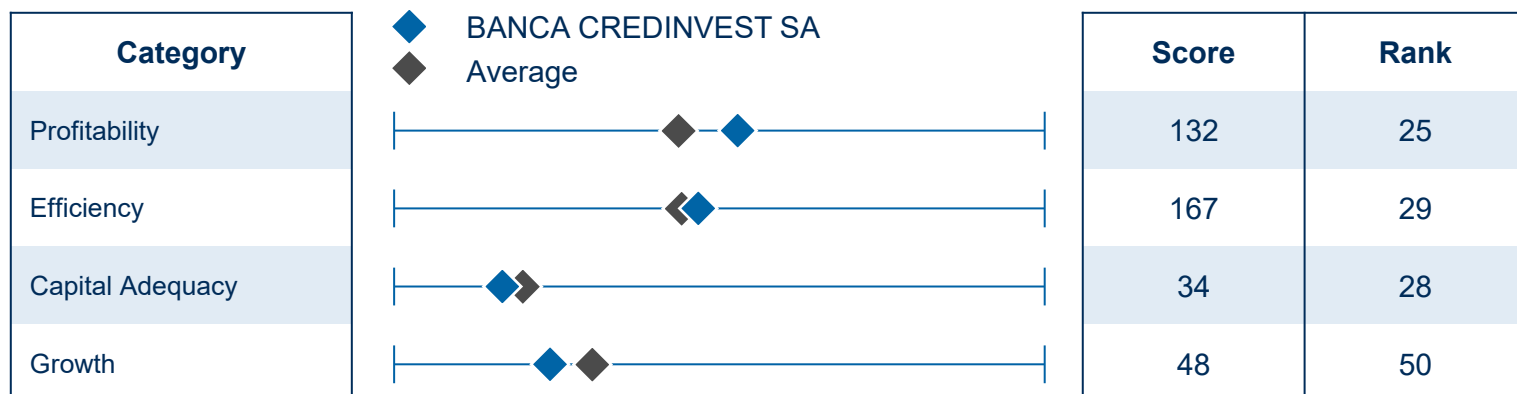 Category
BANCA CREDINVEST SA
Average
Score Rank
Profitability 132 25
Efficiency 167 29
Capital Adequacy 34 28
Growth 48 50